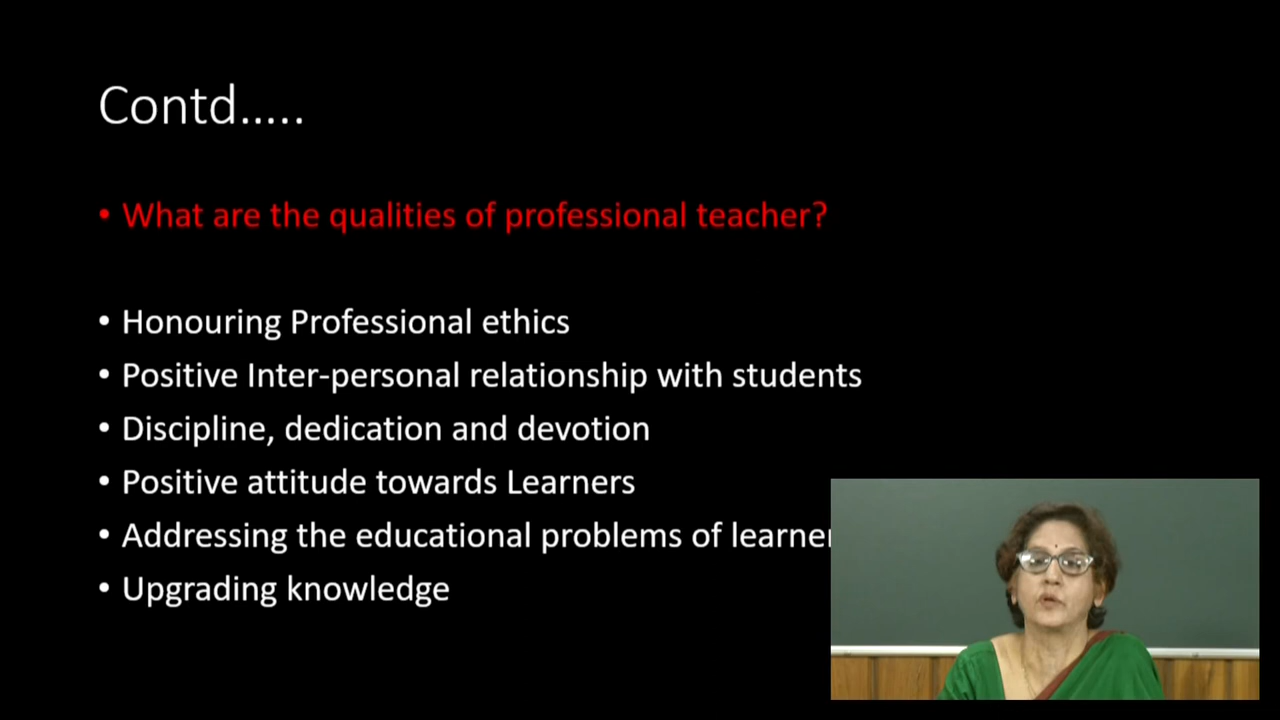 Contd.....
• What are the qualities of professional teacher?
• Honouring Professional ethics
• Positive Inter-personal relationship with students
• Discipline, dedication and devotion
• Positive attitude towards Learners
• Addressing the educational problems of
• Upgrading knowledge